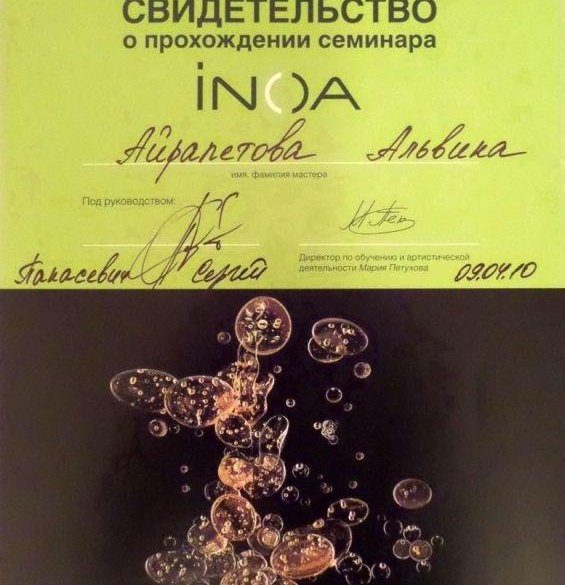 СВИДЕТЕЛЬСТВО
о прохождении семинара
iNOA
Айрапетова Альвина
имя, фамилия мастера
Под руководством:
Директор по обучению и артистической
деятельности Мария Петухова
Панасевич Сергей 09.04.10